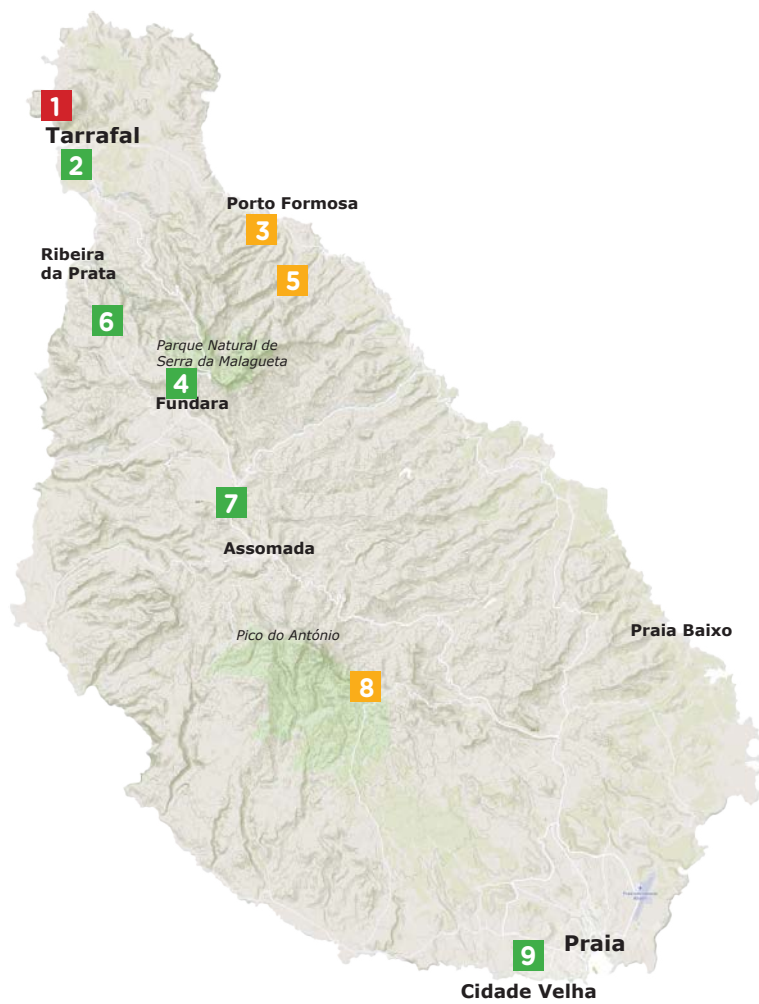 1
Tarrafal
2
Porto Formosa
3
Ribeira
da Prata
5
6
Parque Natural de
Serra da Malagueta
4
Fundara
7
Assomada
Praia Baixo
Pico do António
8
Praia
9
Cidade Velha